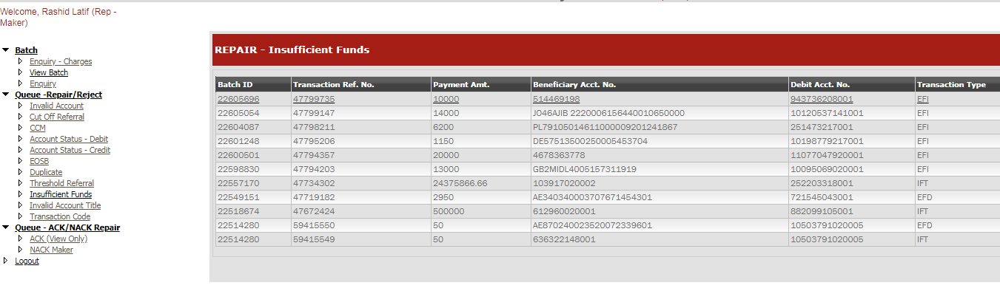 Welcome, Rashid Latif (Rep -
Maker)
Batch
Enquiry - Charges
View Batch
Enquiry
Queue -Repair/Reject
Invalid Account
Cut Off Referral
CCM
Account Status - Debit
Account Status - Credit
EOSB
Duplicate
Threshold Referral
Insufficient Funds
Invalid Account Title
Transaction Code
Queue - ACK/NACK Repair
ACK (View Only)
NACK Maker
Logout
REPAIR - Insufficient Funds
Batch ID Transaction Ref. No. Payment Amt. Beneficiary Acct. No. Debit Acct. No. Transaction Type
22605696 47799735 10000 514469198 943736208001 EFI
22605054 47799147 14000 JO46AJIB 2220006156440010650000 10120537141001 EFI
22604087 47798211 6200 PL79105014611000009201241867 251473217001 EFI
22601248 47795206 1150 DE57513500250005453704 10198779217001 EFI
22600501 47794357 20000 4678363778 11077047920001 EFI
22598830 47794203 13000 GB2MIDL4005157311919 10095069020001 EFI
22557170 47734302 24375866.66 103917020002 252203318001 IFT
22549151 47719182 2950 AE340340003707671454301 721545043001 EFD
22518674 47672424 500000 612960020001 882099105001 IFT
22514280 59415550 50 AE870240023520072339601 10503791020005 EFD
22514280 59415549 50 636322148001 10503791020005 IFT